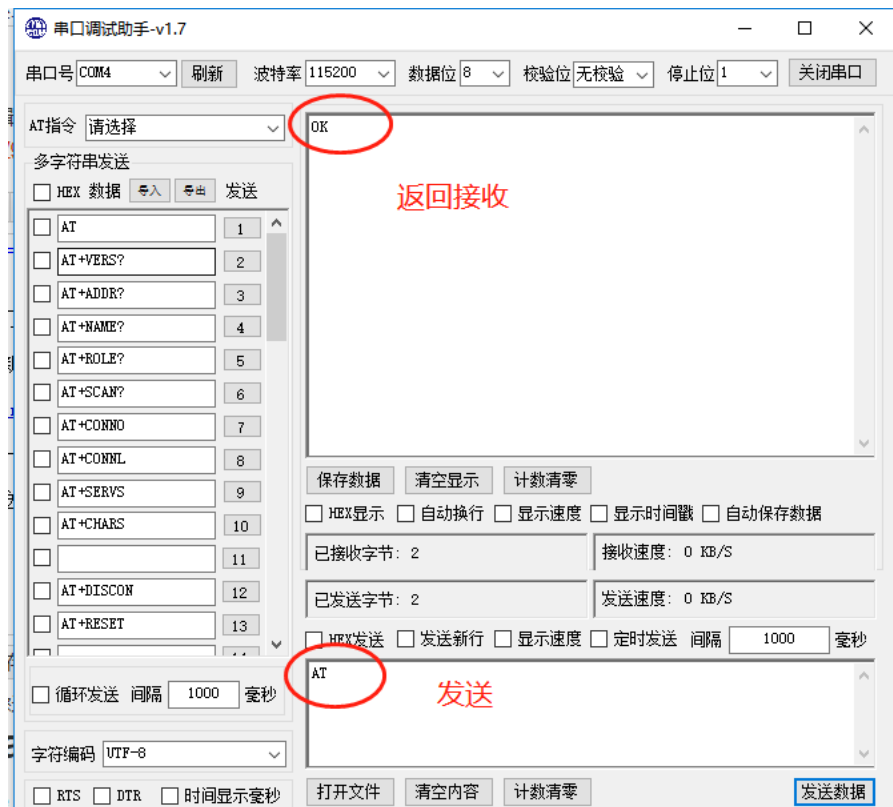 串口调试助手-v1.7
串口号 COM4 刷新 波特率 115200 数据位 8 校验位 无校验 停止位 1 关闭串口
AT指令 请选择
多字符串发送
HEX 数据 导入 导出 发送
AT 1
AT+VERS? 2
AT+ADDR? 3
AT+NAME? 4
AT+ROLE? 5
AT+SCAN? 6
AT+CONN0 7
AT+CONNL 8
AT+SERVS 9
AT+CHARS 10
11
AT+DISCON 12
AT+RESET 13
循环发送 间隔 1000 毫秒
字符编码 UTF-8
RTS DTR 时间显示毫秒
OK
返回接收
保存数据 清空显示 计数清零
HEX显示 自动换行 显示速度 显示时间戳 自动保存数据
已接收字节: 2 接收速度: 0 KB/S
已发送字节: 2 发送速度: 0 KB/S
HEX发送 发送新行 显示速度 定时发送 间隔 1000 毫秒
AT
发送
打开文件 清空内容 计数清零 发送数据